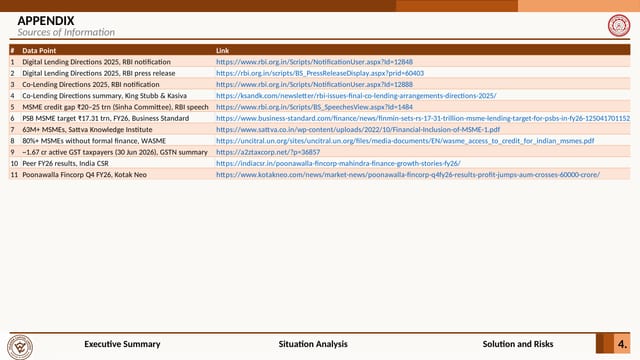 APPENDIX
Sources of Information
# Data Point Link
1 Digital Lending Directions 2025, RBI notification https://www.rbi.org.in/Scripts/NotificationUser.aspx?Id=12848
2 Digital Lending Directions 2025, RBI press release https://rbi.org.in/scripts/BS_PressReleaseDisplay.aspx?prid=60403
3 Co-Lending Directions 2025, RBI notification https://www.rbi.org.in/Scripts/NotificationUser.aspx?Id=12888
4 Co-Lending Directions summary, King Stubb & Kasiva https://ksandk.com/newsletter/rbi-issues-final-co-lending-arrangements-directions-2025/
5 MSME credit gap ₹20–25 trn (Sinha Committee), RBI speech https://www.rbi.org.in/Scripts/BS_SpeechesView.aspx?Id=1484
6 PSB MSME target ₹17.31 trn, FY26, Business Standard https://www.business-standard.com/finance/news/finmin-sets-rs-17-31-trillion-msme-lending-target-for-psbs-in-fy26-125041701152
7 63M+ MSMEs, Sattva Knowledge Institute https://www.sattva.co.in/wp-content/uploads/2022/10/Financial-Inclusion-of-MSME-1.pdf
8 80%+ MSMEs without formal finance, WASME https://uncitral.un.org/sites/uncitral.un.org/files/media-documents/EN/wasme_access_to_credit_for_indian_msmes.pdf
9 ~1.67 cr active GST taxpayers (30 Jun 2026), GSTN summary https://a2ztaxcorp.net/?p=36857
10 Peer FY26 results, India CSR https://indiacsr.in/poonawalla-fincorp-mahindra-finance-growth-stories-fy26/
11 Poonawalla Fincorp Q4 FY26, Kotak Neo https://www.kotakneo.com/news/market-news/poonawalla-fincorp-q4fy26-results-profit-jumps-aum-crosses-60000-crore/
Executive Summary Situation Analysis Solution and Risks 4.